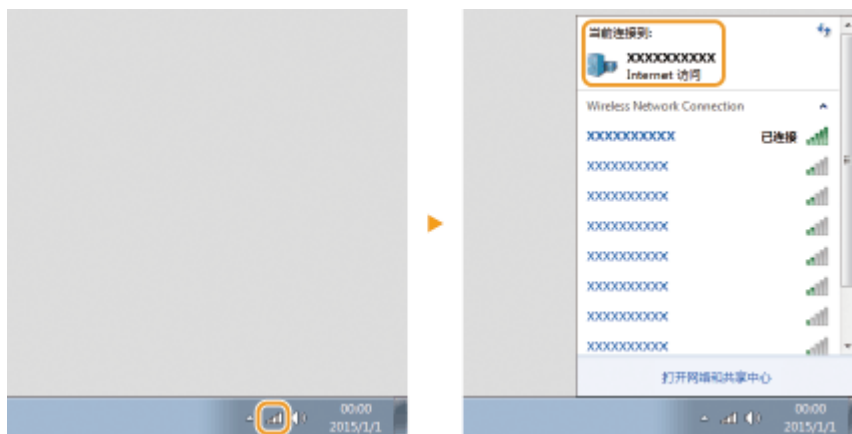 00:00
2015/1/1
当前连接到:
XXXXXXXXXX
Internet 访问
Wireless Network Connection
XXXXXXXXXX 已连接
XXXXXXXXXX
XXXXXXXXXX
XXXXXXXXXX
XXXXXXXXXX
XXXXXXXXXX
XXXXXXXXXX
XXXXXXXXXX
打开网络和共享中心
00:00
2015/1/1